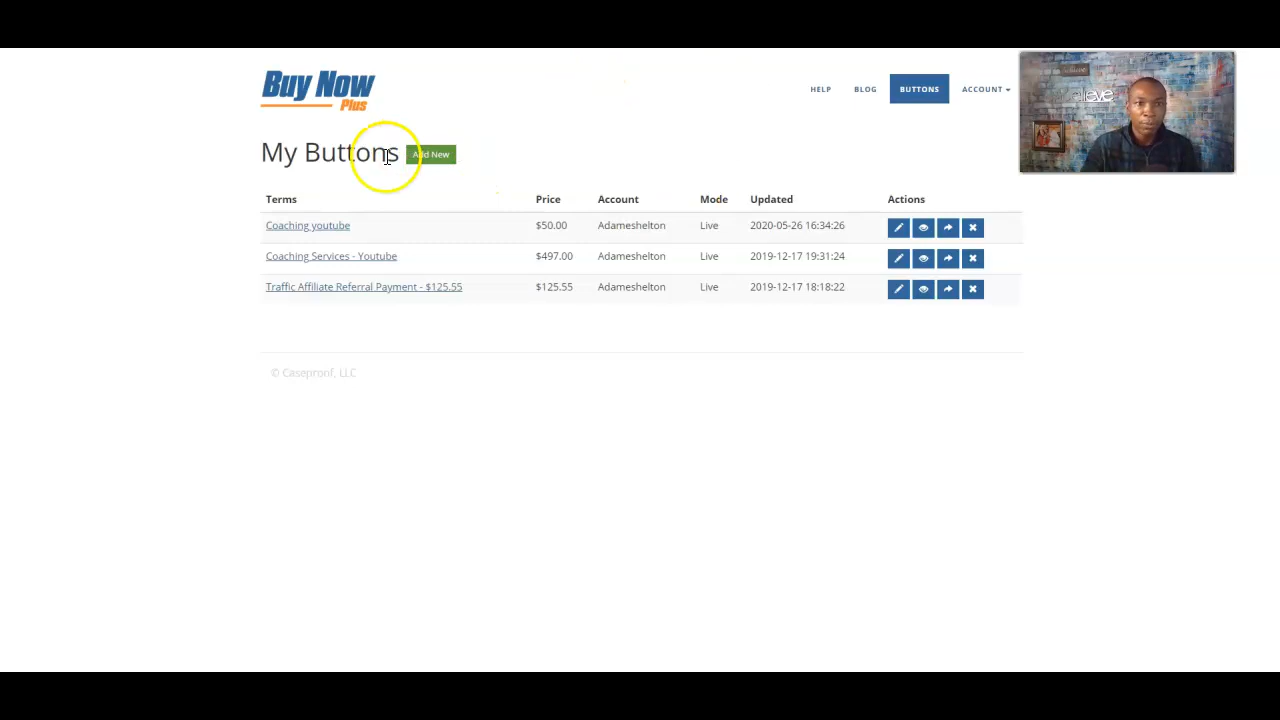 Buy Now
Plus
HELP BLOG BUTTONS ACCOUNT
My Buttons Add New
Terms Price Account Mode Updated Actions
Coaching youtube $50.00 Adameshelton Live 2020-05-26 16:34:26
Coaching Services - Youtube $497.00 Adameshelton Live 2019-12-17 19:31:24
Traffic Affiliate Referral Payment - $125.55 $125.55 Adameshelton Live 2019-12-17 18:18:22
© Caseproof, LLC